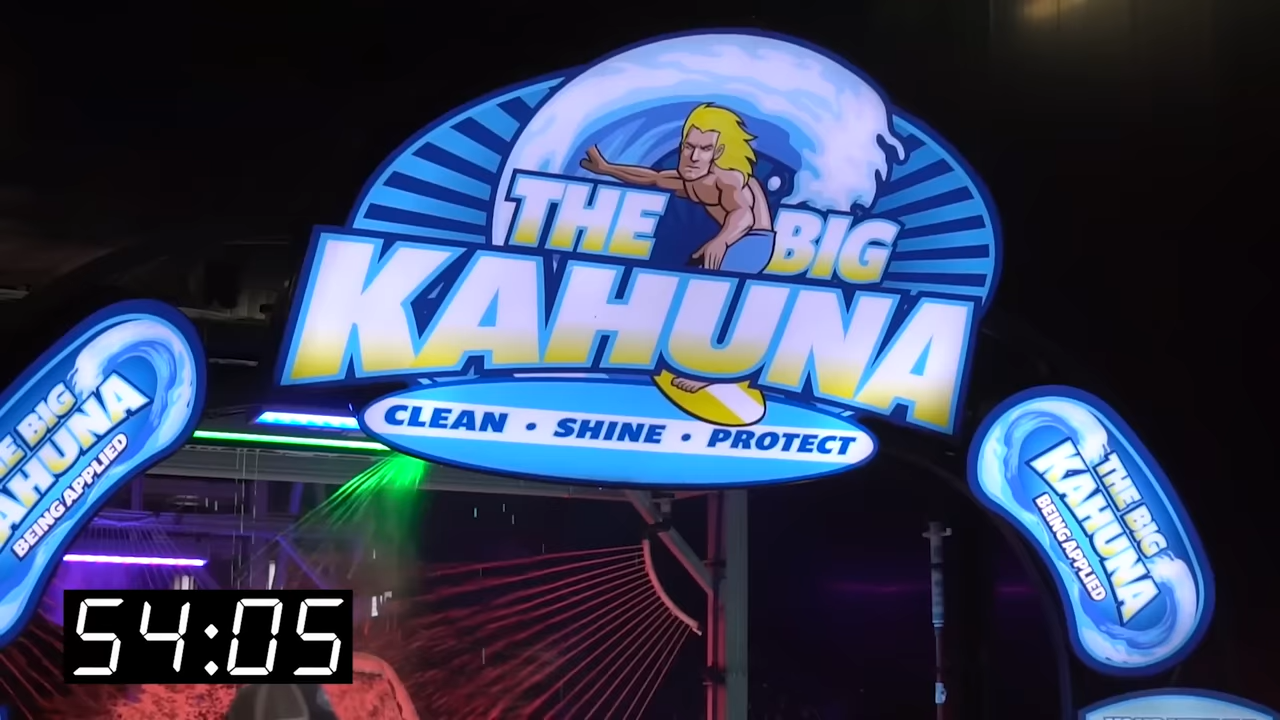 THE BIG
KAHUNA
CLEAN · SHINE · PROTECT
THE BIG
KAHUNA
BEING APPLIED
THE BIG
KAHUNA
BEING APPLIED
54:05